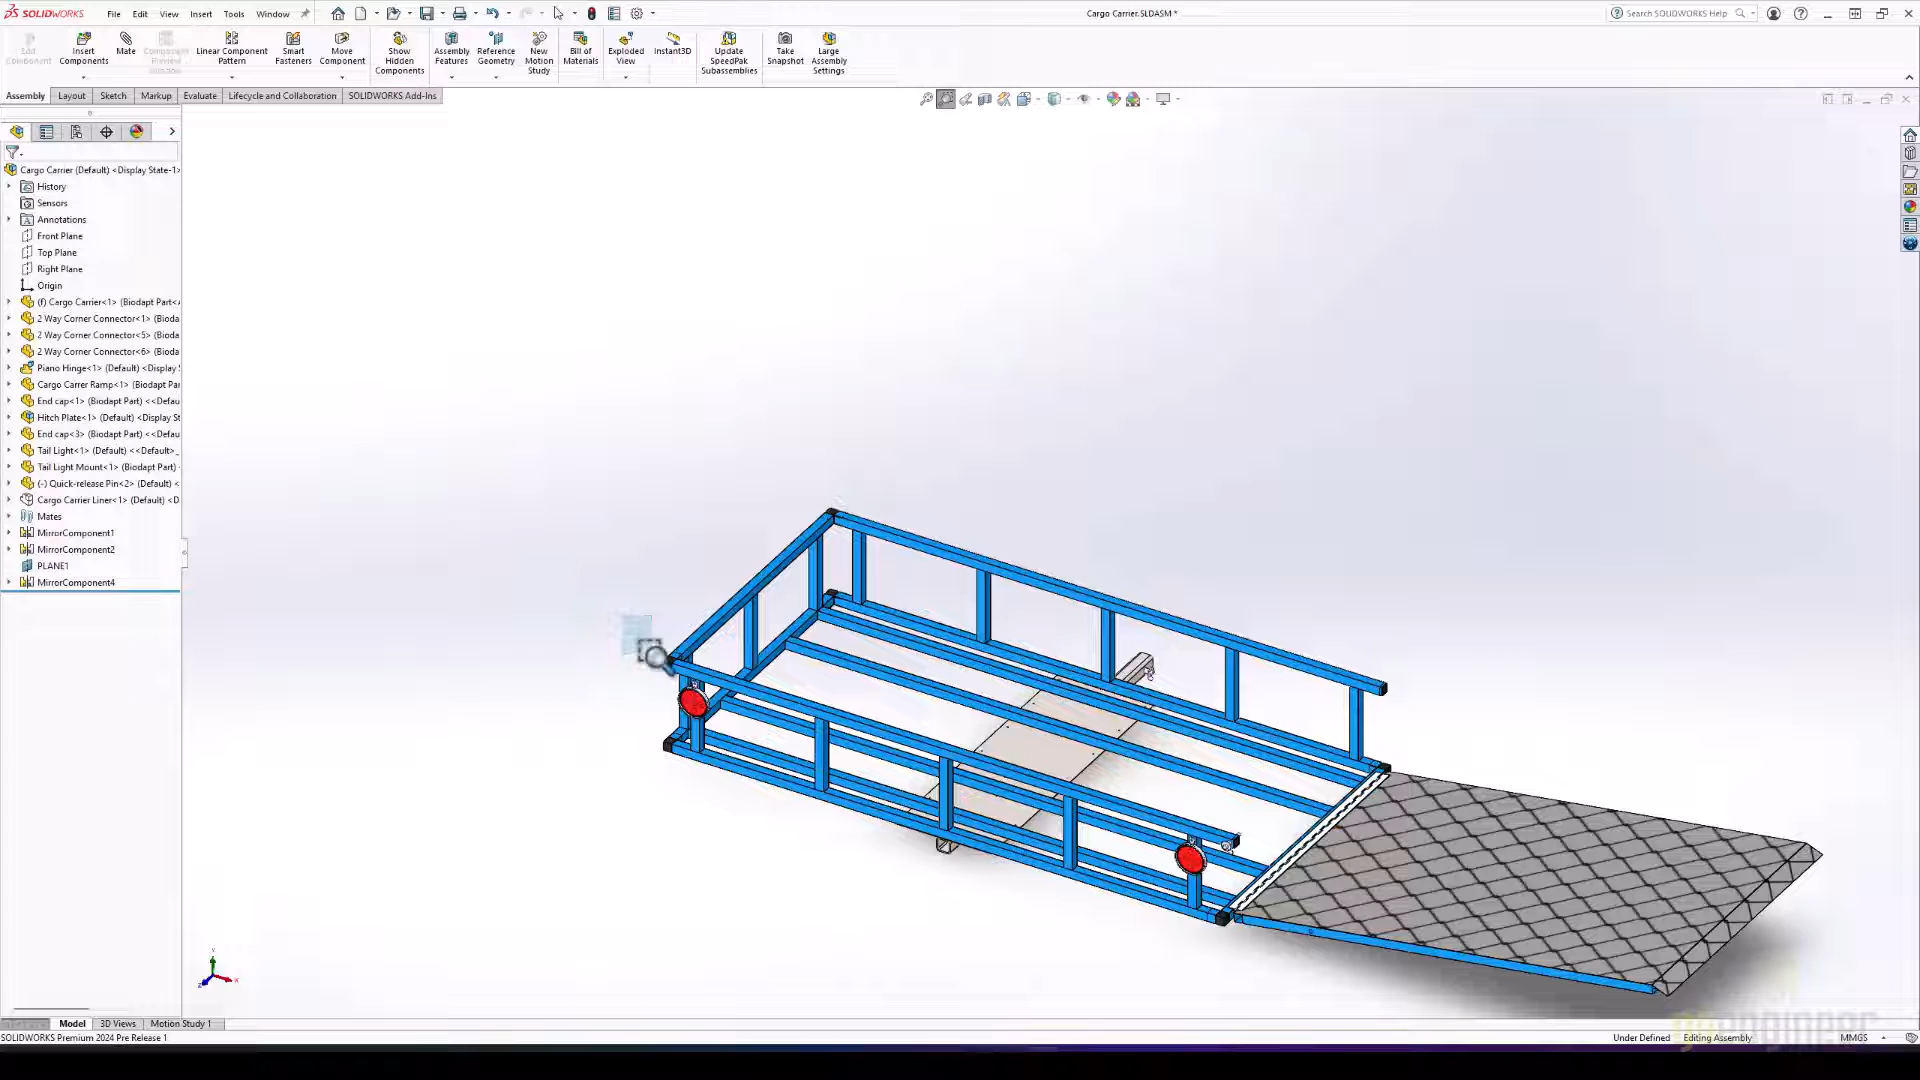 SOLIDWORKS File Edit View Insert Tools Window Cargo Carrier.SLDASM * Search SOLIDWORKS Help
Edit Component
Insert Components
Mate
Component Preview Window
Linear Component Pattern
Smart Fasteners
Move Component
Show Hidden Components
Assembly Features
Reference Geometry
New Motion Study
Bill of Materials
Exploded View
Instant3D
Update SpeedPak Subassemblies
Take Snapshot
Large Assembly Settings
Assembly Layout Sketch Markup Evaluate Lifecycle and Collaboration SOLIDWORKS Add-Ins
Cargo Carrier (Default) <Display State-1>
History
Sensors
Annotations
Front Plane
Top Plane
Right Plane
Origin
(f) Cargo Carrier<1> (Biodapt Part<
2 Way Corner Connector<1> (Bioda
2 Way Corner Connector<5> (Bioda
2 Way Corner Connector<6> (Bioda
Piano Hinge<1> (Default) <Display S
Cargo Carrer Ramp<1> (Biodapt Par
End cap<1> (Biodapt Part) <<Defau
Hitch Plate<1> (Default) <Display St
End cap<3> (Biodapt Part) <<Defau
Tail Light<1> (Default) <<Default>_
Tail Light Mount<1> (Biodapt Part)
(-) Quick-release Pin<2> (Default) <
Cargo Carrier Liner<1> (Default) <D
Mates
MirrorComponent1
MirrorComponent2
PLANE1
MirrorComponent4
Model 3D Views Motion Study 1
SOLIDWORKS Premium 2024 Pre Release 1 Under Defined Editing Assembly MMGS
goengineer